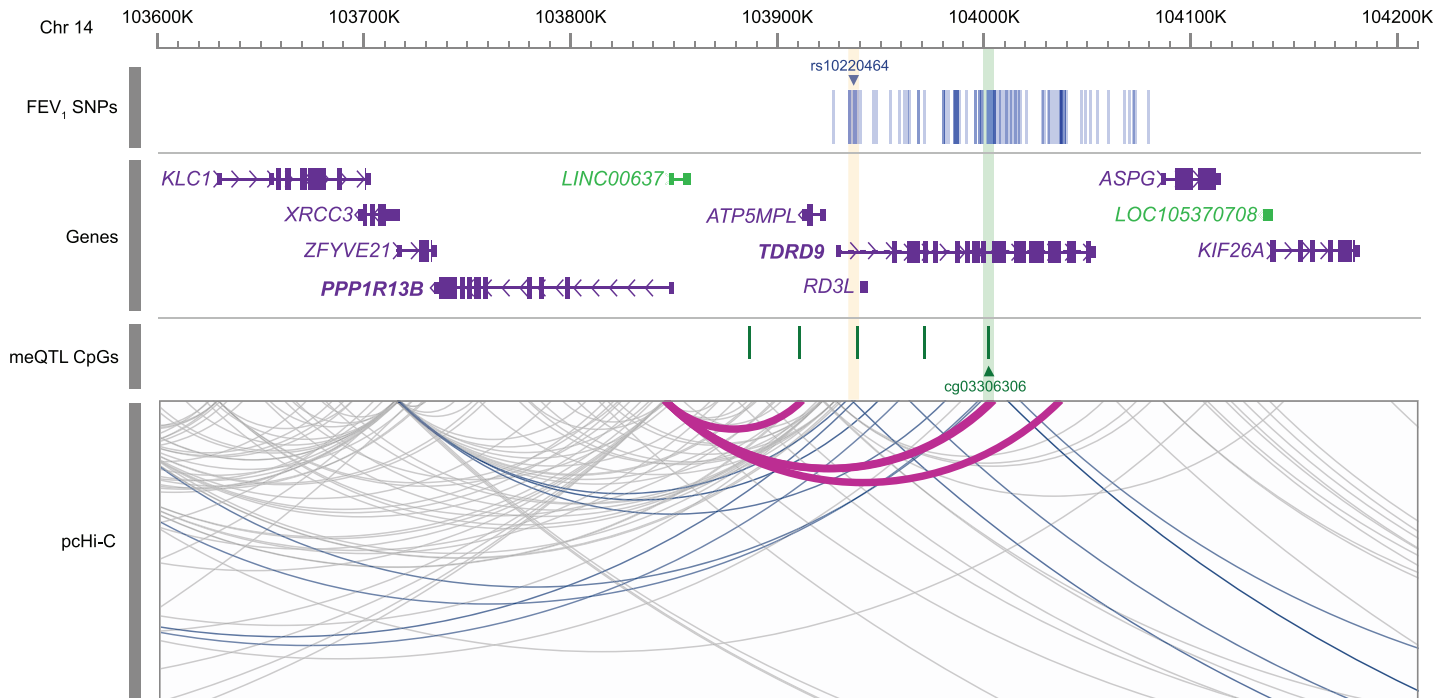 103600K 103700K 103800K 103900K 104000K 104100K 104200K
Chr 14
rs10220464
FEV1 SNPs
KLC1 LINC00637 ASPG
XRCC3 ATP5MPL LOC105370708
Genes
ZFYVE21 TDRD9 KIF26A
PPP1R13B RD3L
meQTL CpGs
cg03306306
pcHi-C